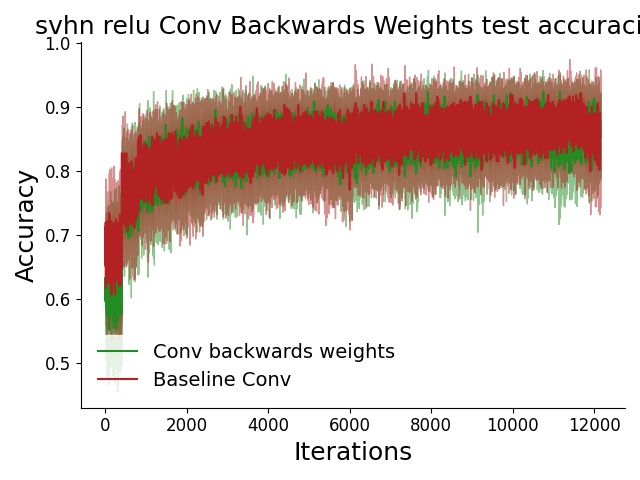 svhn relu Conv Backwards Weights test accuraci
1.0
0.9
0.8
0.7
0.6
0.5
Accuracy
Conv backwards weights
Baseline Conv
0 2000 4000 6000 8000 10000 12000
Iterations